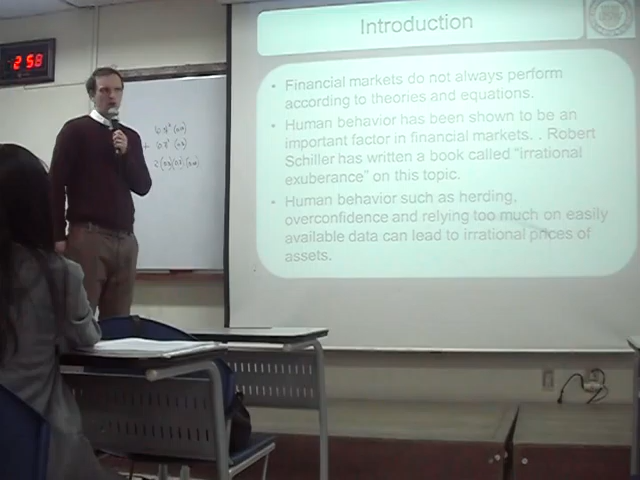 Introduction
2:58
• Financial markets do not always perform
according to theories and equations.
• Human behavior has been shown to be an
important factor in financial markets. . Robert
Schiller has written a book called "irrational
exuberance" on this topic.
• Human behavior such as herding,
overconfidence and relying too much on easily
available data can lead to irrational prices of
assets.